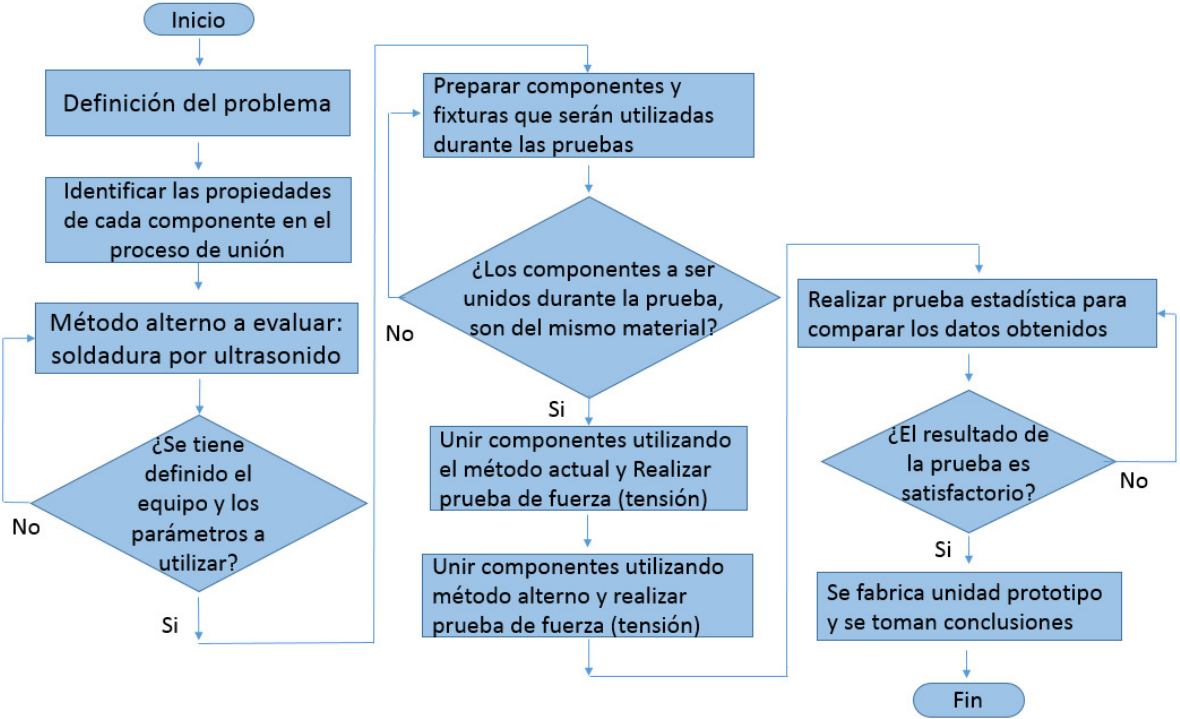 Inicio
Definición del problema
Identificar las propiedades
de cada componente en el
proceso de unión
Método alterno a evaluar:
soldadura por ultrasonido
¿Se tiene
definido el
equipo y los
parámetros a
utilizar?
No
Si
Preparar componentes y
fixturas que serán utilizadas
durante las pruebas
¿Los componentes a ser
unidos durante la prueba,
son del mismo material?
No
Si
Unir componentes utilizando
el método actual y Realizar
prueba de fuerza (tensión)
Unir componentes utilizando
método alterno y realizar
prueba de fuerza (tensión)
Realizar prueba estadística para
comparar los datos obtenidos
¿El resultado de
la prueba es
satisfactorio?
No
Si
Se fabrica unidad prototipo
y se toman conclusiones
Fin